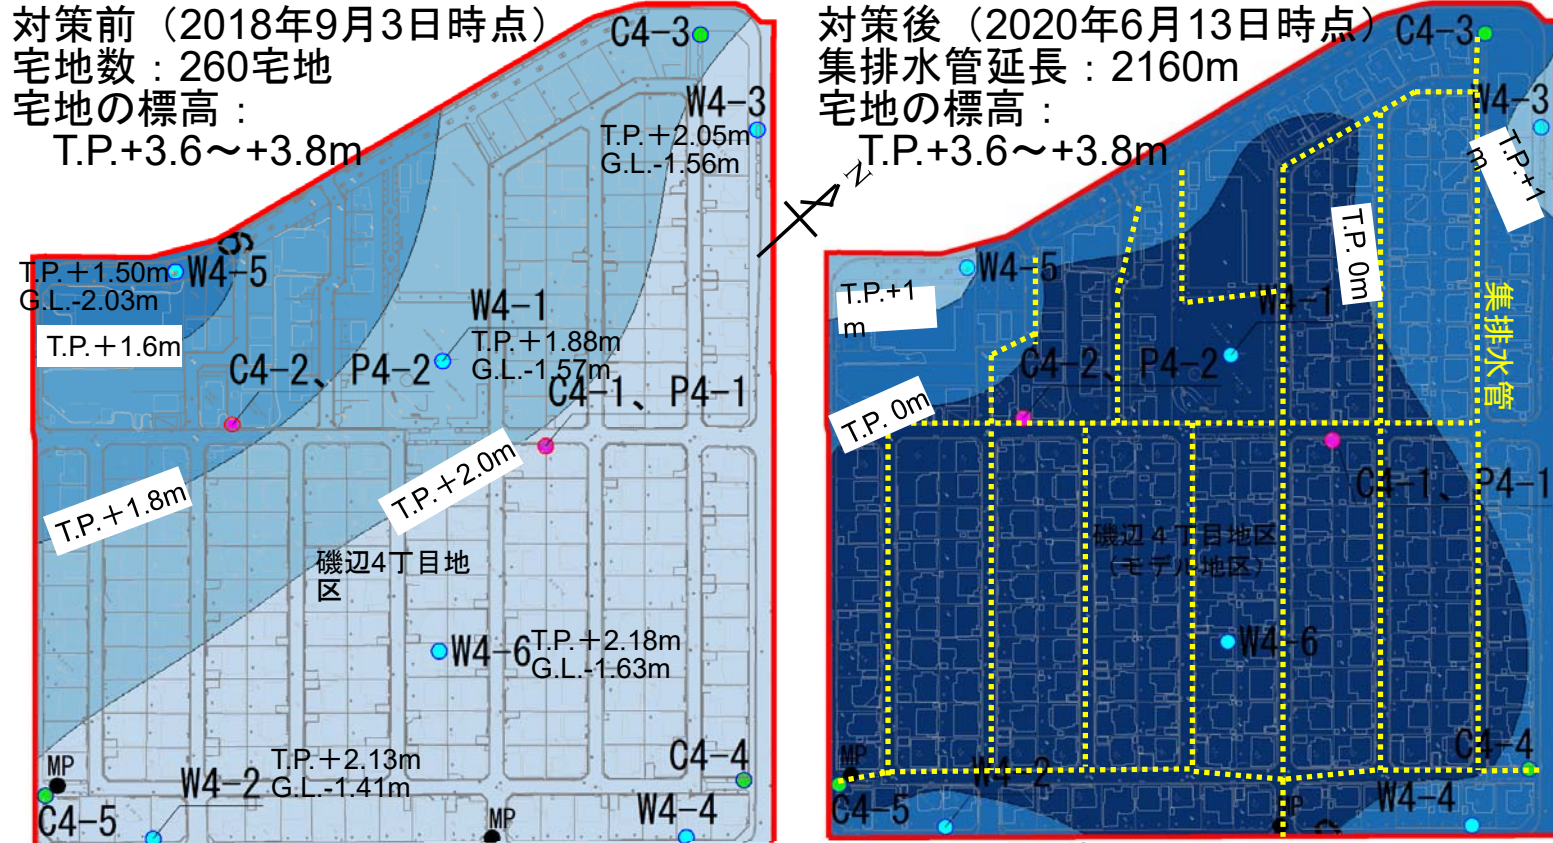 対策前（2018年9月3日時点）
宅地数：260宅地
宅地の標高：
T.P.+3.6～+3.8m
C4-3
W4-3
T.P.＋2.05m
G.L.-1.56m
T.P.＋1.50m
G.L.-2.03m
W4-5
T.P.＋1.6m
W4-1
T.P.＋1.88m
G.L.-1.57m
C4-2、P4-2
C4-1、P4-1
T.P.＋1.8m
T.P.＋2.0m
磯辺4丁目地
区
W4-6
T.P.＋2.18m
G.L.-1.63m
MP
C4-5
W4-2
T.P.＋2.13m
G.L.-1.41m
MP
C4-4
W4-4
N
対策後（2020年6月13日時点）
集排水管延長：2160m
宅地の標高：
T.P.+3.6～+3.8m
C4-3
W4-3
T.P.+1
m
W4-5
T.P.+1
m
T.P. 0m
W4-1
集排水管
C4-2、P4-2
T.P. 0m
C4-1、P4-1
磯辺４丁目地区
（モデル地区）
W4-6
MP
C4-5
W4-2
C4-4
W4-4